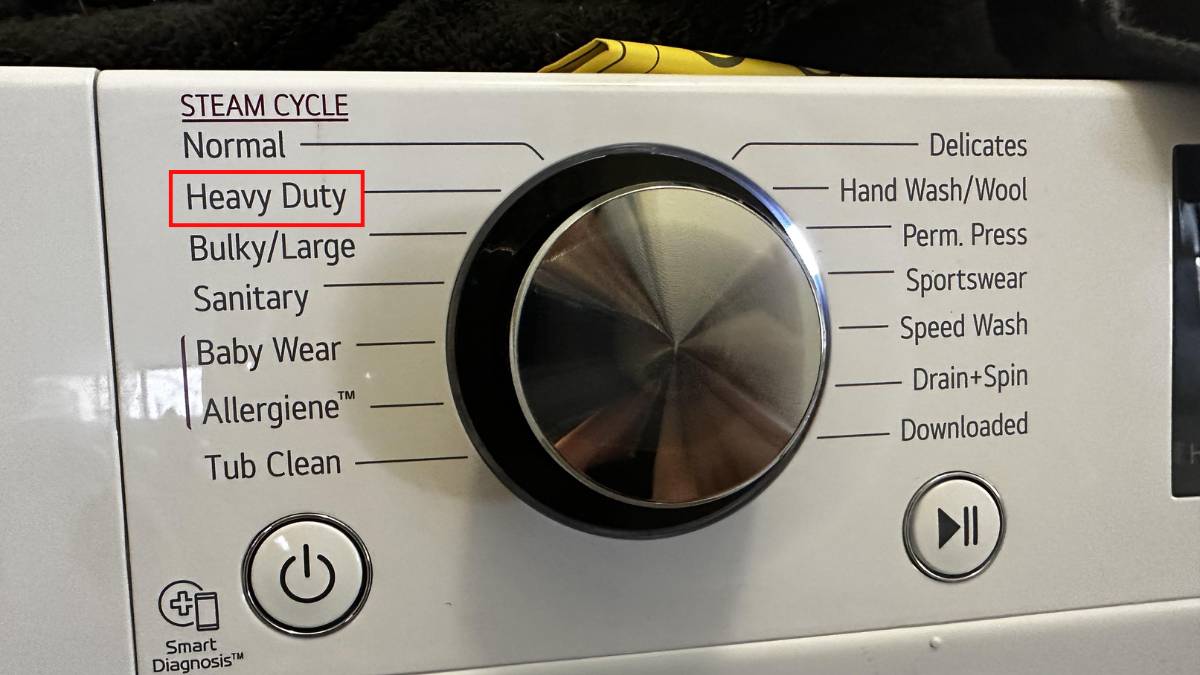 STEAM CYCLE
Normal
Heavy Duty
Bulky/Large
Sanitary
Baby Wear
Allergiene™
Tub Clean
Delicates
Hand Wash/Wool
Perm. Press
Sportswear
Speed Wash
Drain+Spin
Downloaded
Smart
Diagnosis™